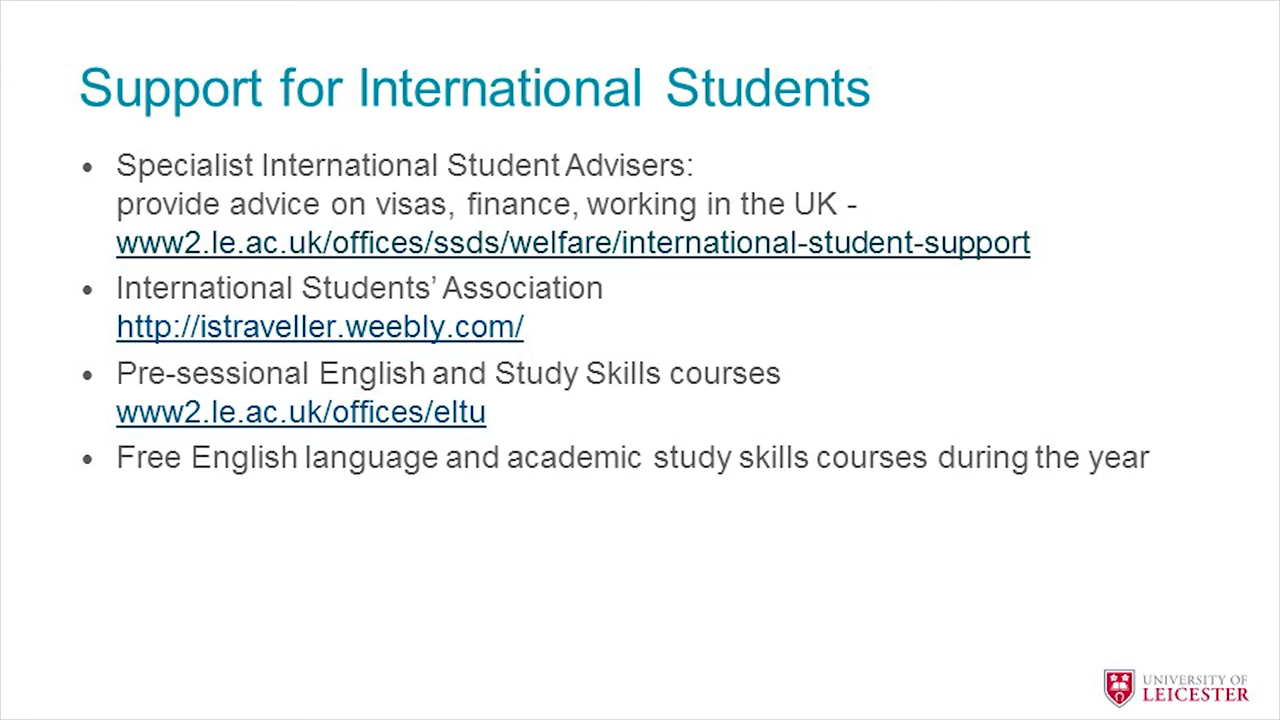 Support for International Students
• Specialist International Student Advisers:
provide advice on visas, finance, working in the UK -
www2.le.ac.uk/offices/ssds/welfare/international-student-support
• International Students’ Association
http://istraveller.weebly.com/
• Pre-sessional English and Study Skills courses
www2.le.ac.uk/offices/eltu
• Free English language and academic study skills courses during the year
UNIVERSITY OF
LEICESTER